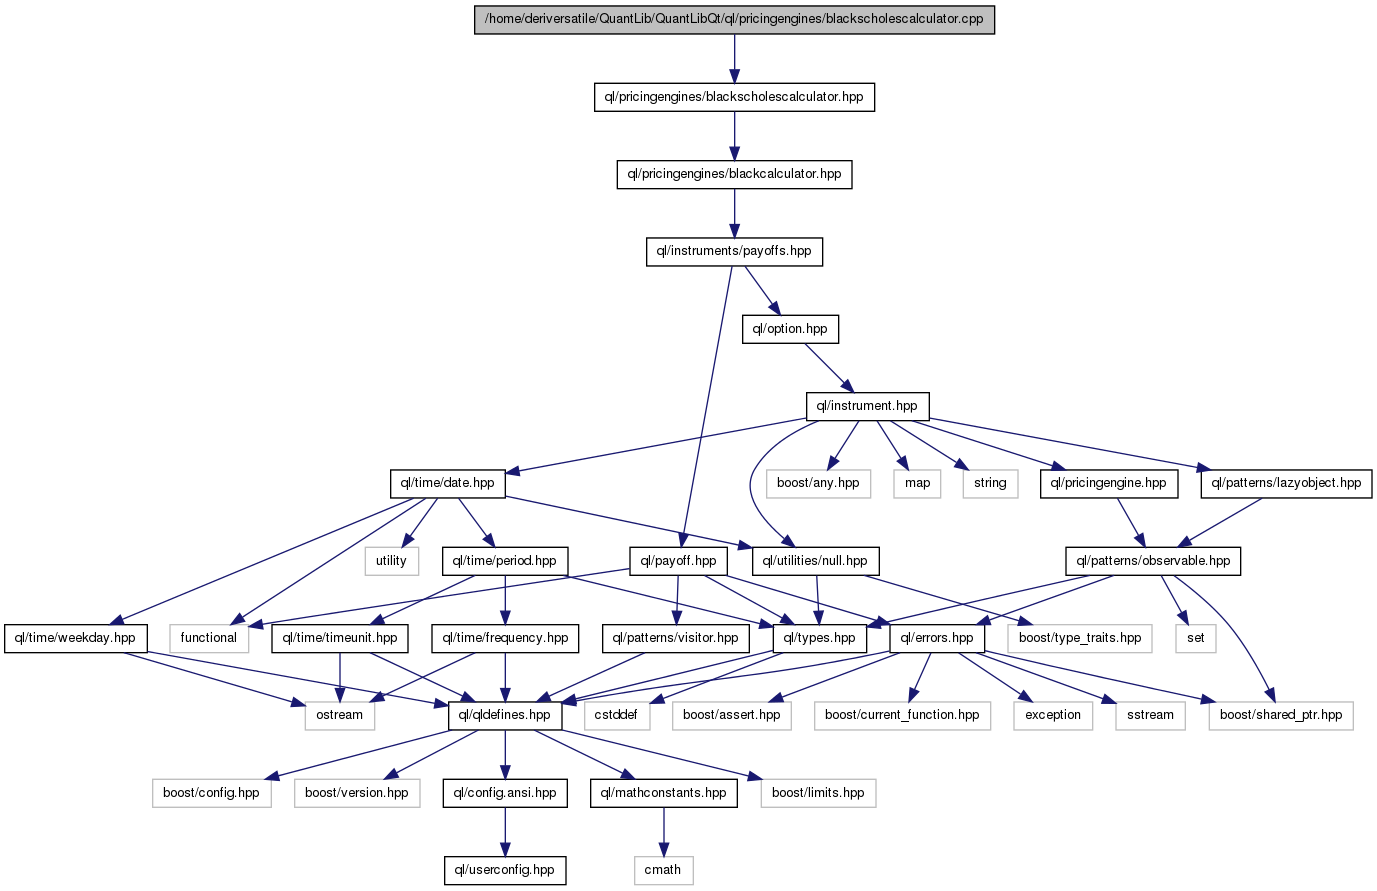 /home/deriversatile/QuantLib/QuantLibQt/ql/pricingengines/blackscholescalculator.cpp
ql/pricingengines/blackscholescalculator.hpp
ql/pricingengines/blackcalculator.hpp
ql/instruments/payoffs.hpp
ql/option.hpp
ql/instrument.hpp
ql/time/date.hpp
boost/any.hpp
map
string
ql/pricingengine.hpp
ql/patterns/lazyobject.hpp
utility
ql/time/period.hpp
ql/payoff.hpp
ql/utilities/null.hpp
ql/patterns/observable.hpp
ql/time/weekday.hpp
functional
ql/time/timeunit.hpp
ql/time/frequency.hpp
ql/patterns/visitor.hpp
ql/types.hpp
ql/errors.hpp
boost/type_traits.hpp
set
ostream
ql/qldefines.hpp
cstddef
boost/assert.hpp
boost/current_function.hpp
exception
sstream
boost/shared_ptr.hpp
boost/config.hpp
boost/version.hpp
ql/config.ansi.hpp
ql/mathconstants.hpp
boost/limits.hpp
ql/userconfig.hpp
cmath